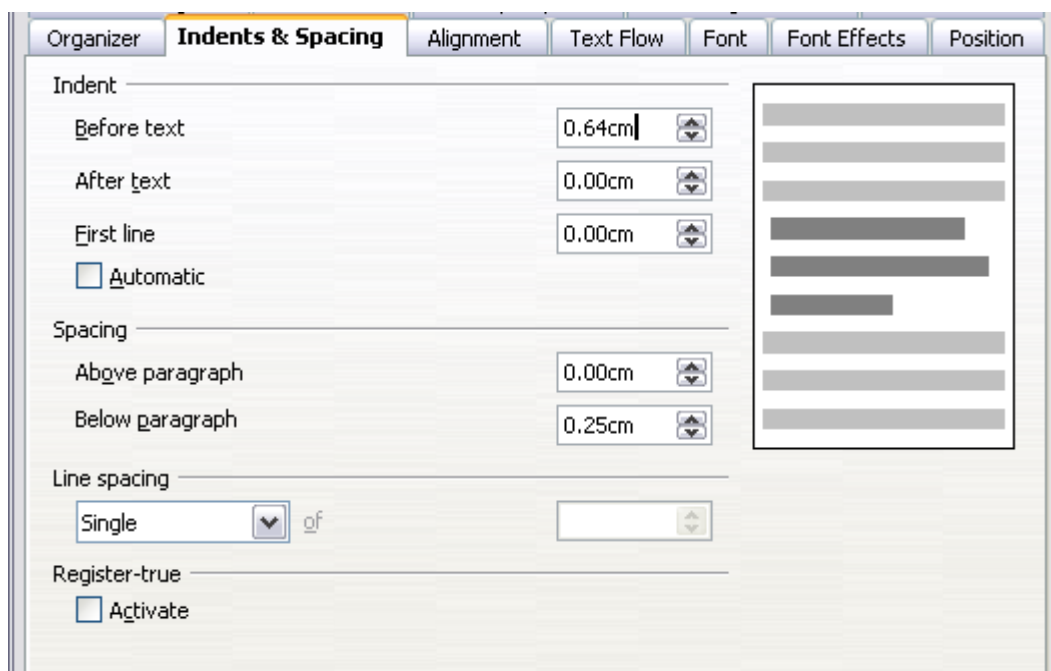 Organizer Indents & Spacing Alignment Text Flow Font Font Effects Position
Indent
Before text 0.64cm
After text 0.00cm
First line 0.00cm
Automatic
Spacing
Above paragraph 0.00cm
Below paragraph 0.25cm
Line spacing
Single of
Register-true
Activate